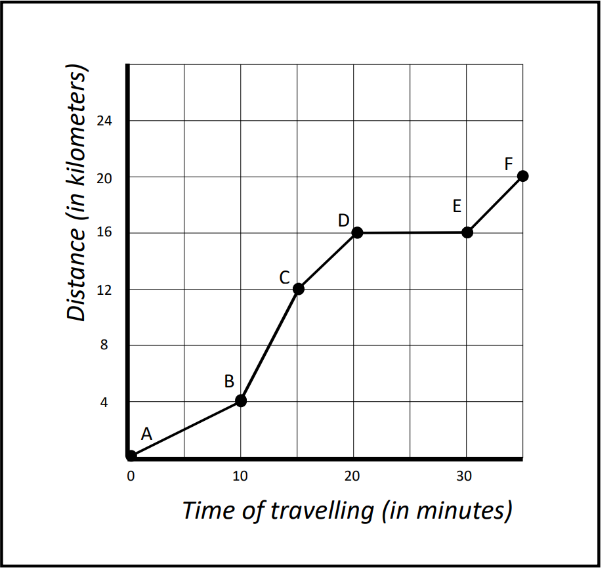 Distance (in kilometers)
24
20
16
12
8
4
A
B
C
D
E
F
0 10 20 30
Time of travelling (in minutes)